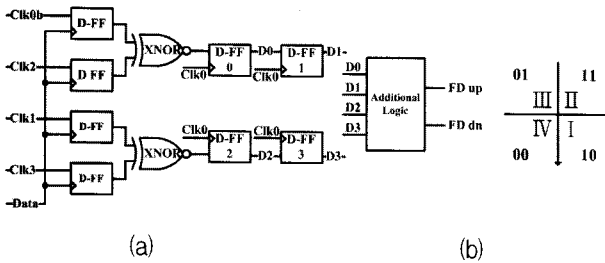 Clk0b
D-FF
XNOR
D-FF
0
D0
D-FF
1
D1
Clk2
D-FF
Clk0
Clk0
Clk1
D-FF
XNOR
Clk0
D-FF
2
D2
Clk0
D-FF
3
D3
Clk3
D-FF
Data
(a)
D0
D1
D2
D3
Additional
Logic
FD up
FD dn
01
11
III
II
IV
I
00
10
(b)